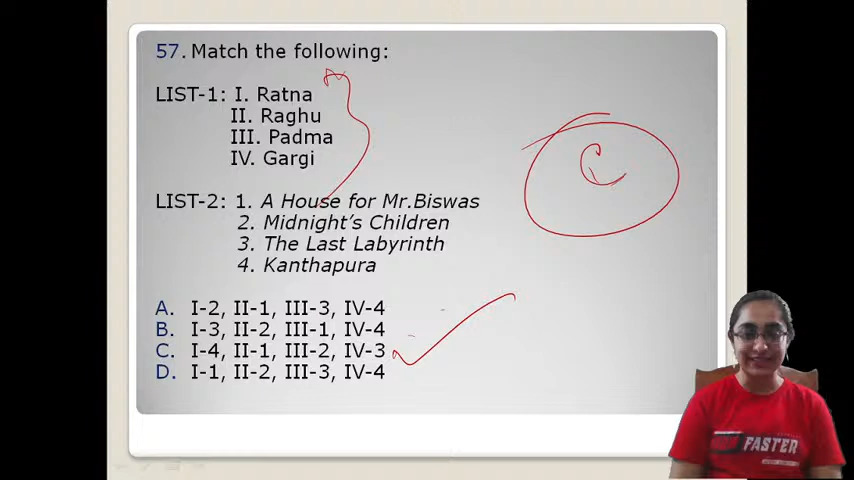 57. Match the following:
LIST-1: I. Ratna
II. Raghu
III. Padma
IV. Gargi
LIST-2: 1. A House for Mr.Biswas
2. Midnight's Children
3. The Last Labyrinth
4. Kanthapura
A. I-2, II-1, III-3, IV-4
B. I-3, II-2, III-1, IV-4
C. I-4, II-1, III-2, IV-3
D. I-1, II-2, III-3, IV-4
C
FASTER